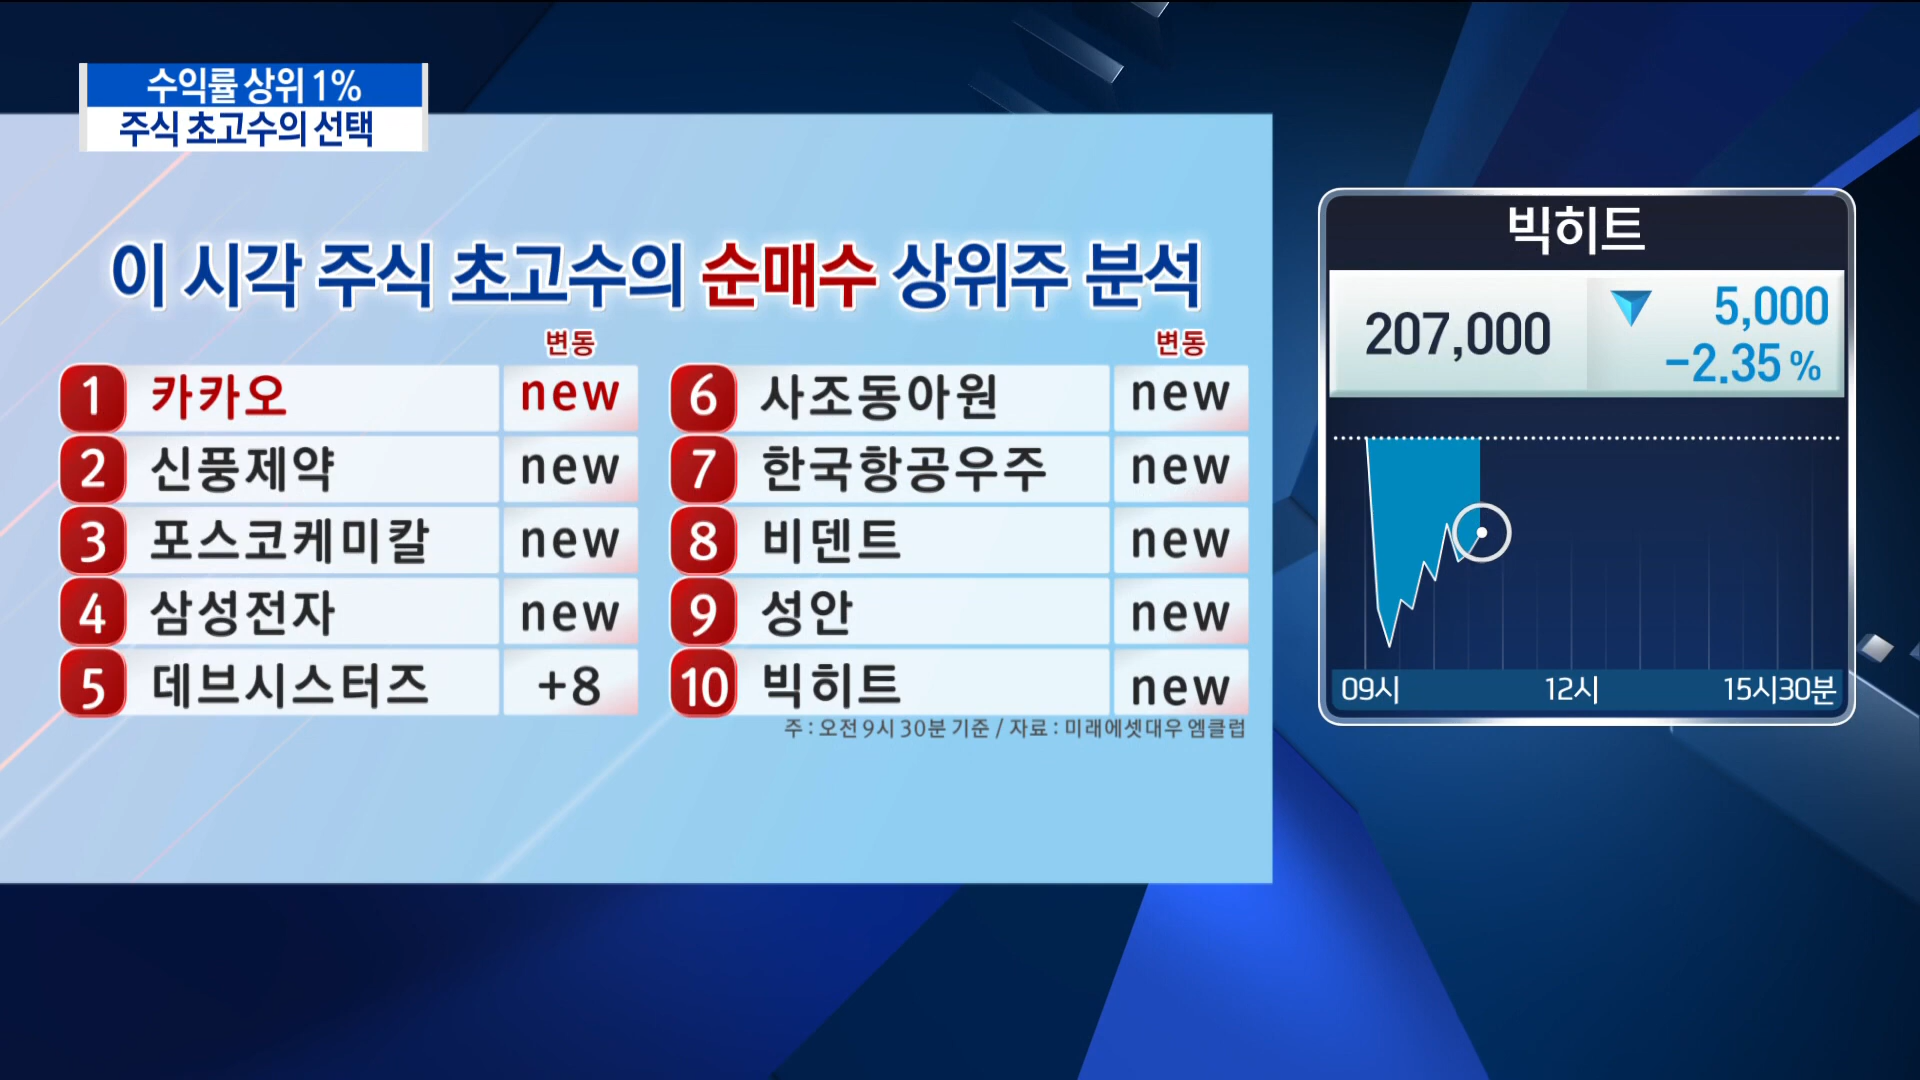 수익률 상위 1%
주식 초고수의 선택
이 시각 주식 초고수의 순매수 상위주 분석
변동
1 카카오 new
2 신풍제약 new
3 포스코케미칼 new
4 삼성전자 new
5 데브시스터즈 +8
변동
6 사조동아원 new
7 한국항공우주 new
8 비덴트 new
9 성안 new
10 빅히트 new
주 : 오전 9시 30분 기준 / 자료 : 미래에셋대우 엠클럽
빅히트
207,000
▼ 5,000
-2.35 %
09시 12시 15시30분